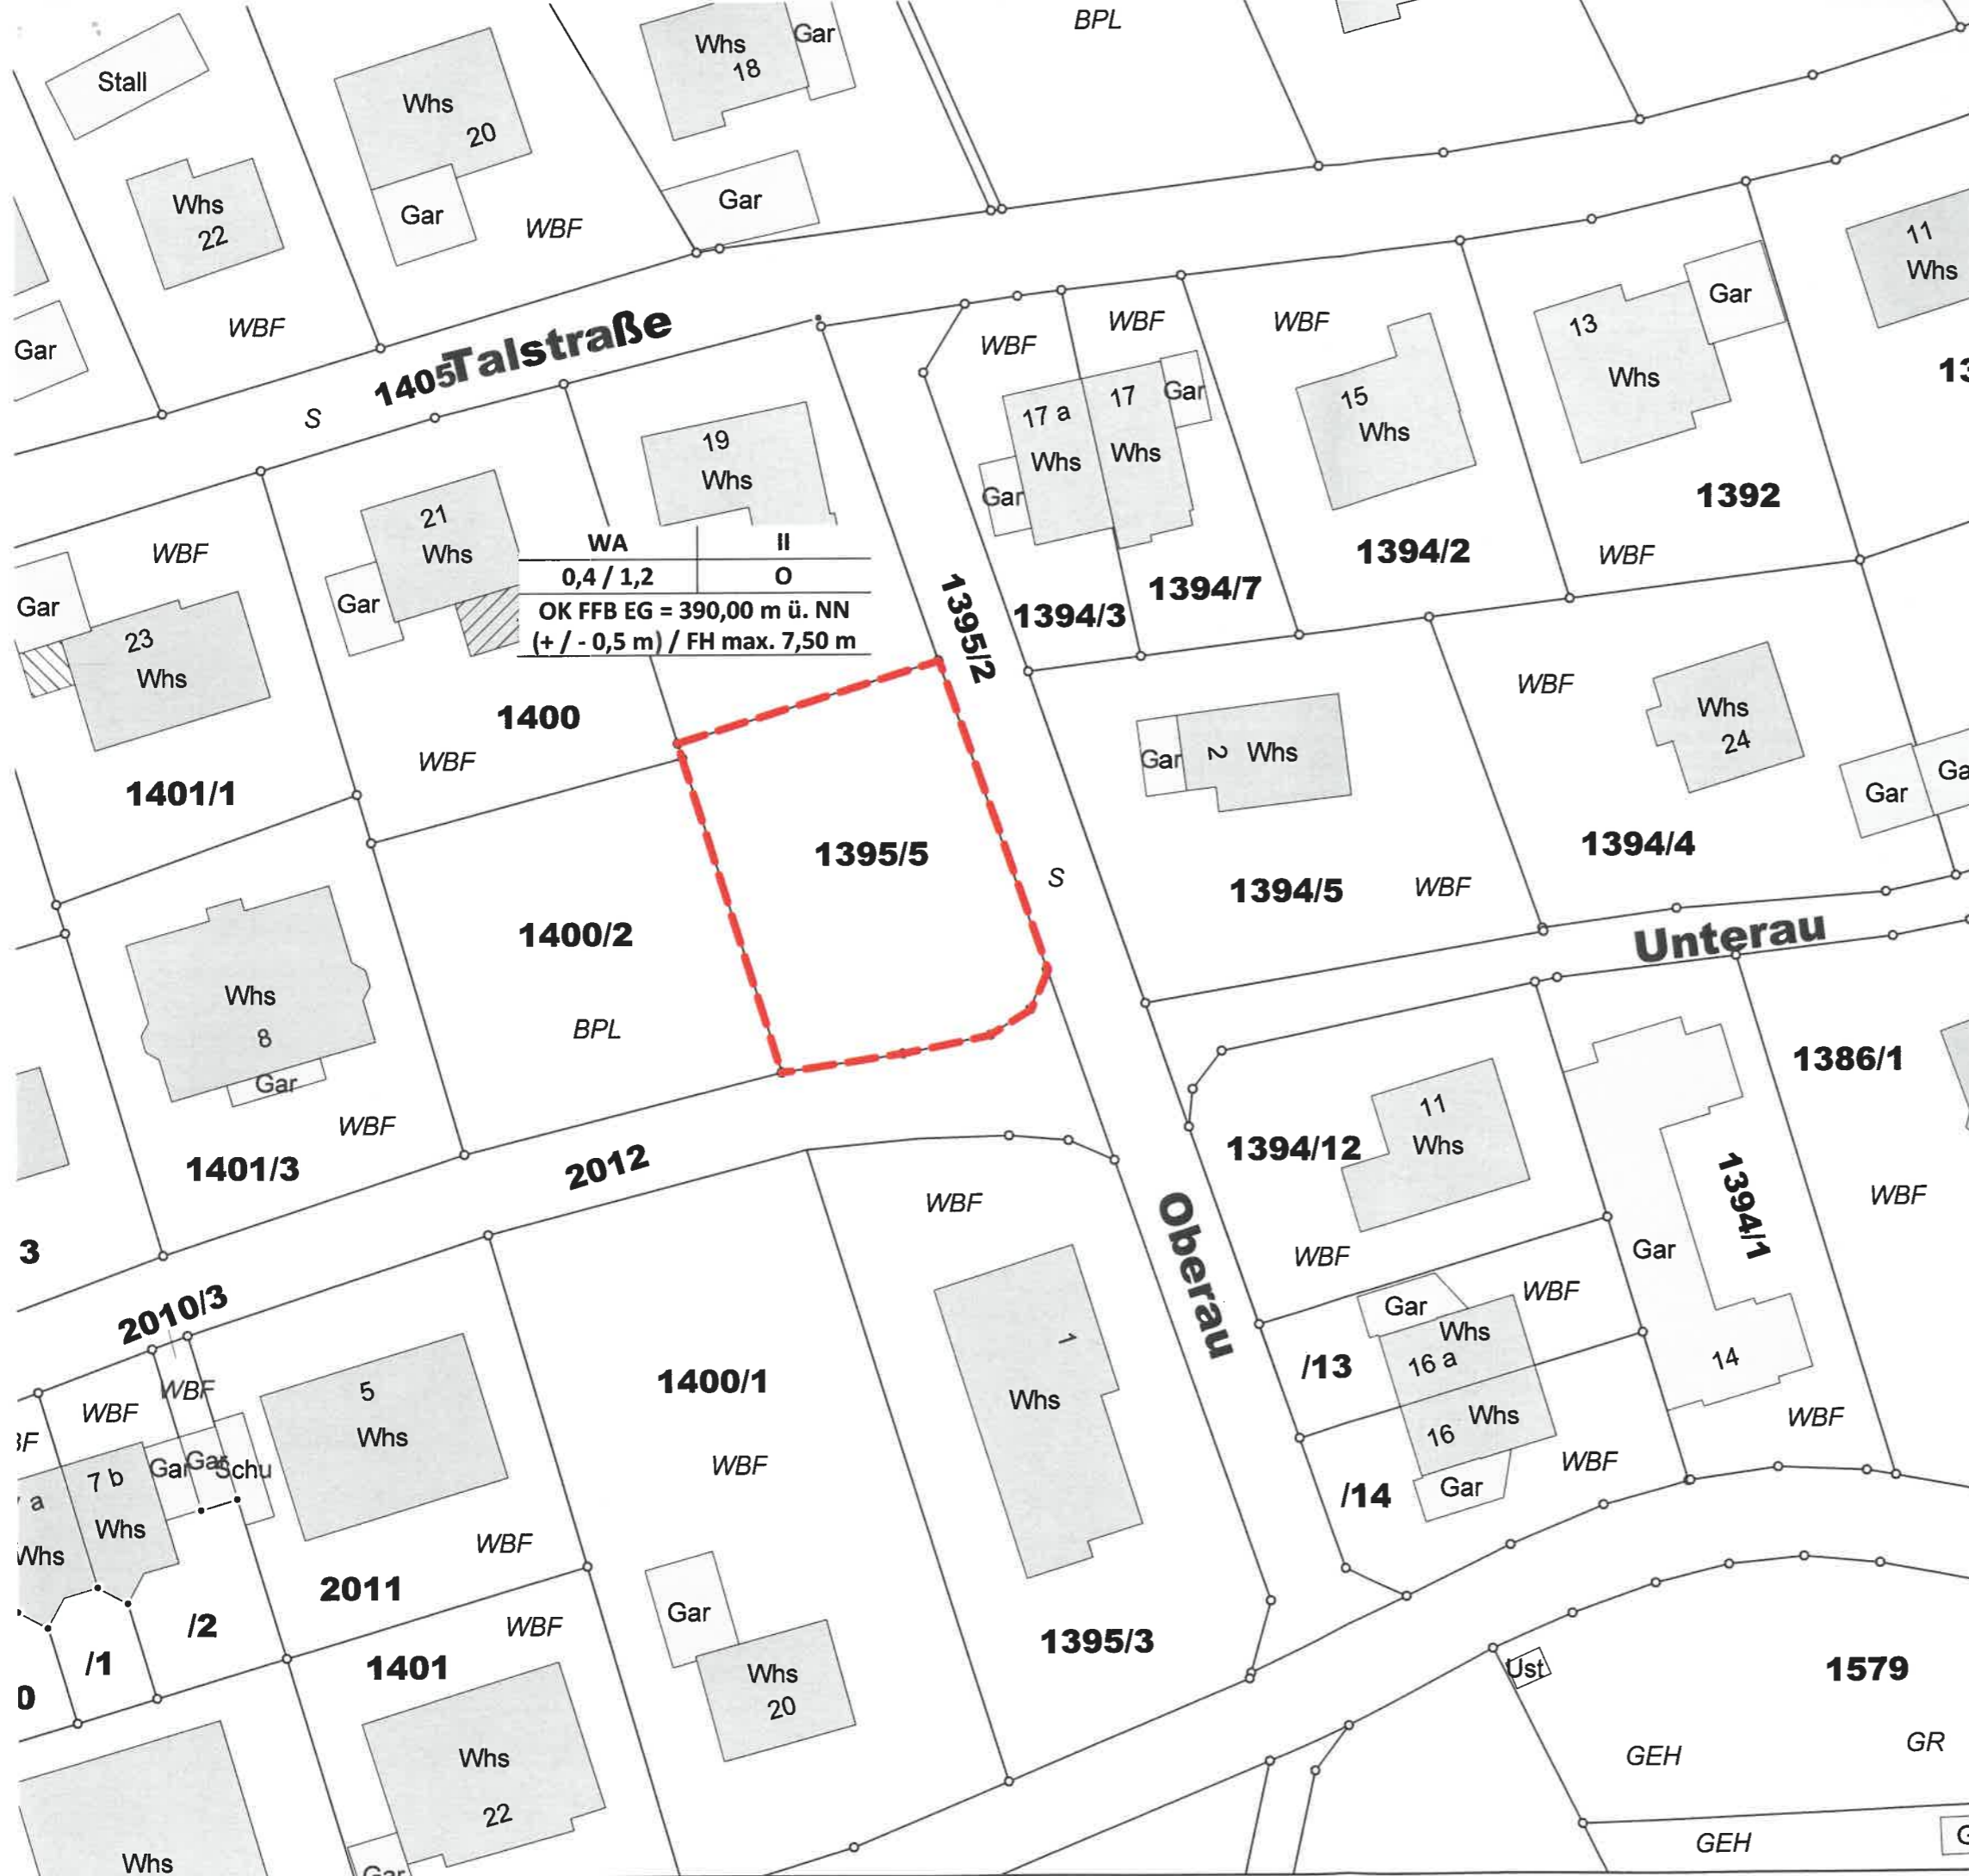 BPL
Gar
Whs
18
Stall
Whs
20
Whs
22
Gar
WBF
Gar
11
Whs
WBF
Gar
Gar
13
Whs
WBF
WBF
WBF
Talstraße
1405
S
17 a
Whs
17
Whs
Gar
Gar
15
Whs
19
Whs
1392
21
Whs
WBF
1394/2
WBF
WA
II
0,4 / 1,2
O
OK FFB EG = 390,00 m ü. NN
(+ / - 0,5 m) / FH max. 7,50 m
Gar
Gar
23
Whs
1395/2
1394/3
1394/7
WBF
Whs
24
1400
WBF
Gar
2
Whs
Gar
1401/1
1395/5
1394/4
S
1394/5
WBF
1400/2
Unterau
Whs
8
BPL
Gar
1386/1
11
Whs
1394/12
WBF
1401/3
2012
WBF
WBF
1394/1
Oberau
3
WBF
Gar
WBF
Gar
Whs
16 a
/13
2010/3
1
Whs
14
1400/1
WBF
WBF
5
Whs
16
Whs
WBF
WBF
Gar
/14
7 b
Whs
Gar
Gar
Schu
a
Whs
WBF
WBF
2011
/2
Gar
WBF
1395/3
/1
1401
Whs
20
Ust
1579
0
Whs
22
GEH
GR
GEH
Whs
Gar